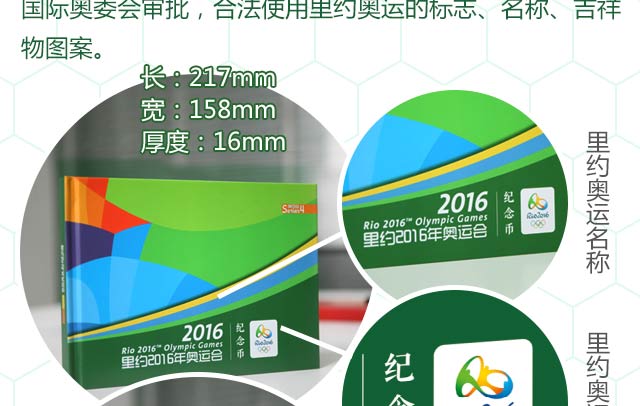 国际奥委会审批，合法使用里约奥运的标志、名称、吉祥
物图案。
长：217mm
宽：158mm
厚度：16mm
Series4
2016
Rio 2016™ Olympic Games
里约2016年奥运会
纪念币
Rio2016
里约奥运名称
2016
Rio 2016™ Olympic Games
里约2016年奥运会
纪念币
Rio2016
纪念
里约奥